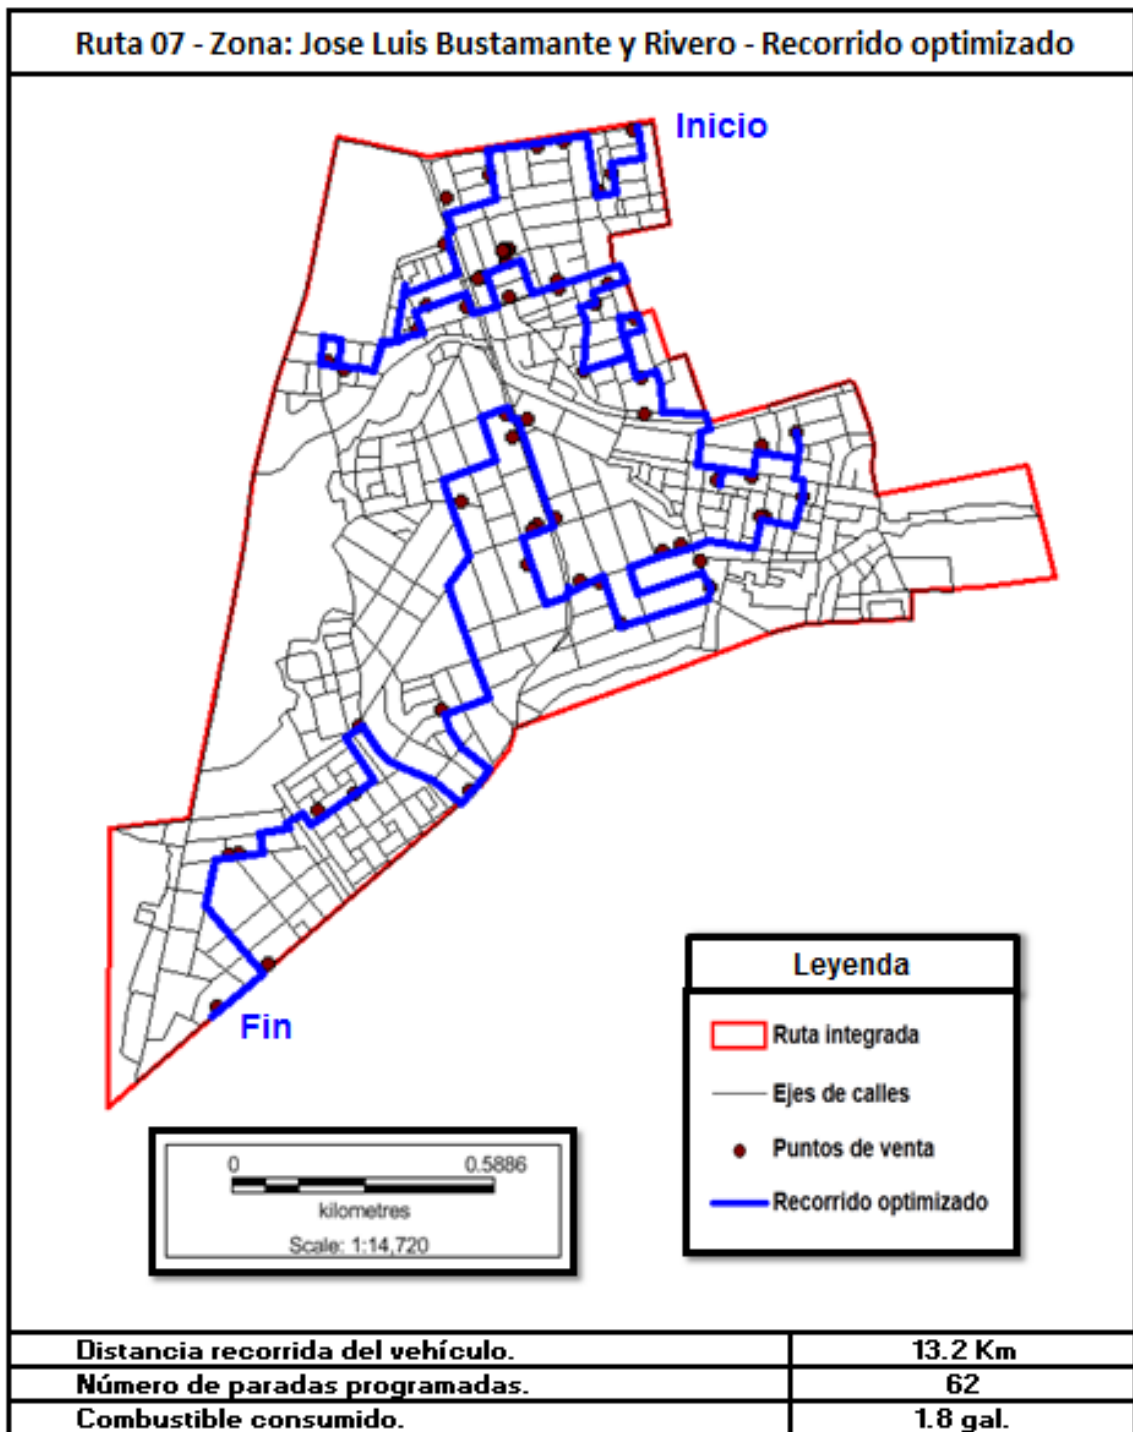 Ruta 07 - Zona: Jose Luis Bustamante y Rivero - Recorrido optimizado
Inicio
Fin
Leyenda
Ruta integrada
Ejes de calles
Puntos de venta
Recorrido optimizado
0 0.5886
kilometres
Scale: 1:14,720
Distancia recorrida del vehículo. 13.2 Km
Número de paradas programadas. 62
Combustible consumido. 1.8 gal.